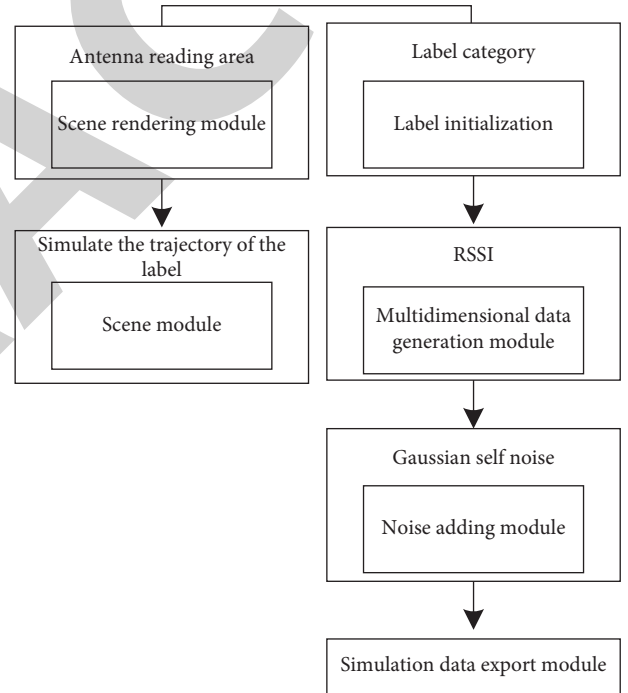 Antenna reading area
Scene rendering module
Label category
Label initialization
Simulate the trajectory of the
label
Scene module
RSSI
Multidimensional data
generation module
Gaussian self noise
Noise adding module
Simulation data export module